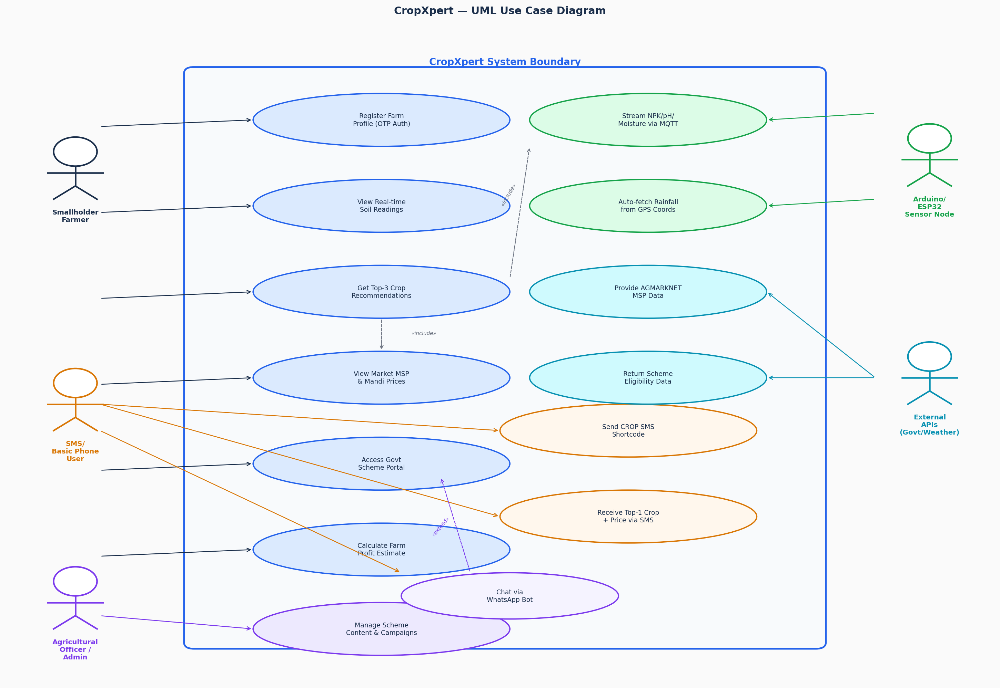 CropXpert — UML Use Case Diagram
CropXpert System Boundary
Register Farm
Profile (OTP Auth)
Stream NPK/pH/
Moisture via MQTT
«include»
View Real-time
Soil Readings
Auto-fetch Rainfall
from GPS Coords
Smallholder
Farmer
Arduino/
ESP32
Sensor Node
Get Top-3 Crop
Recommendations
Provide AGMARKNET
MSP Data
«include»
View Market MSP
& Mandi Prices
Return Scheme
Eligibility Data
Send CROP SMS
Shortcode
External
APIs
(Govt/Weather)
SMS/
Basic Phone
User
Access Govt
Scheme Portal
Receive Top-1 Crop
+ Price via SMS
«extend»
Calculate Farm
Profit Estimate
Chat via
WhatsApp Bot
Manage Scheme
Content & Campaigns
Agricultural
Officer /
Admin